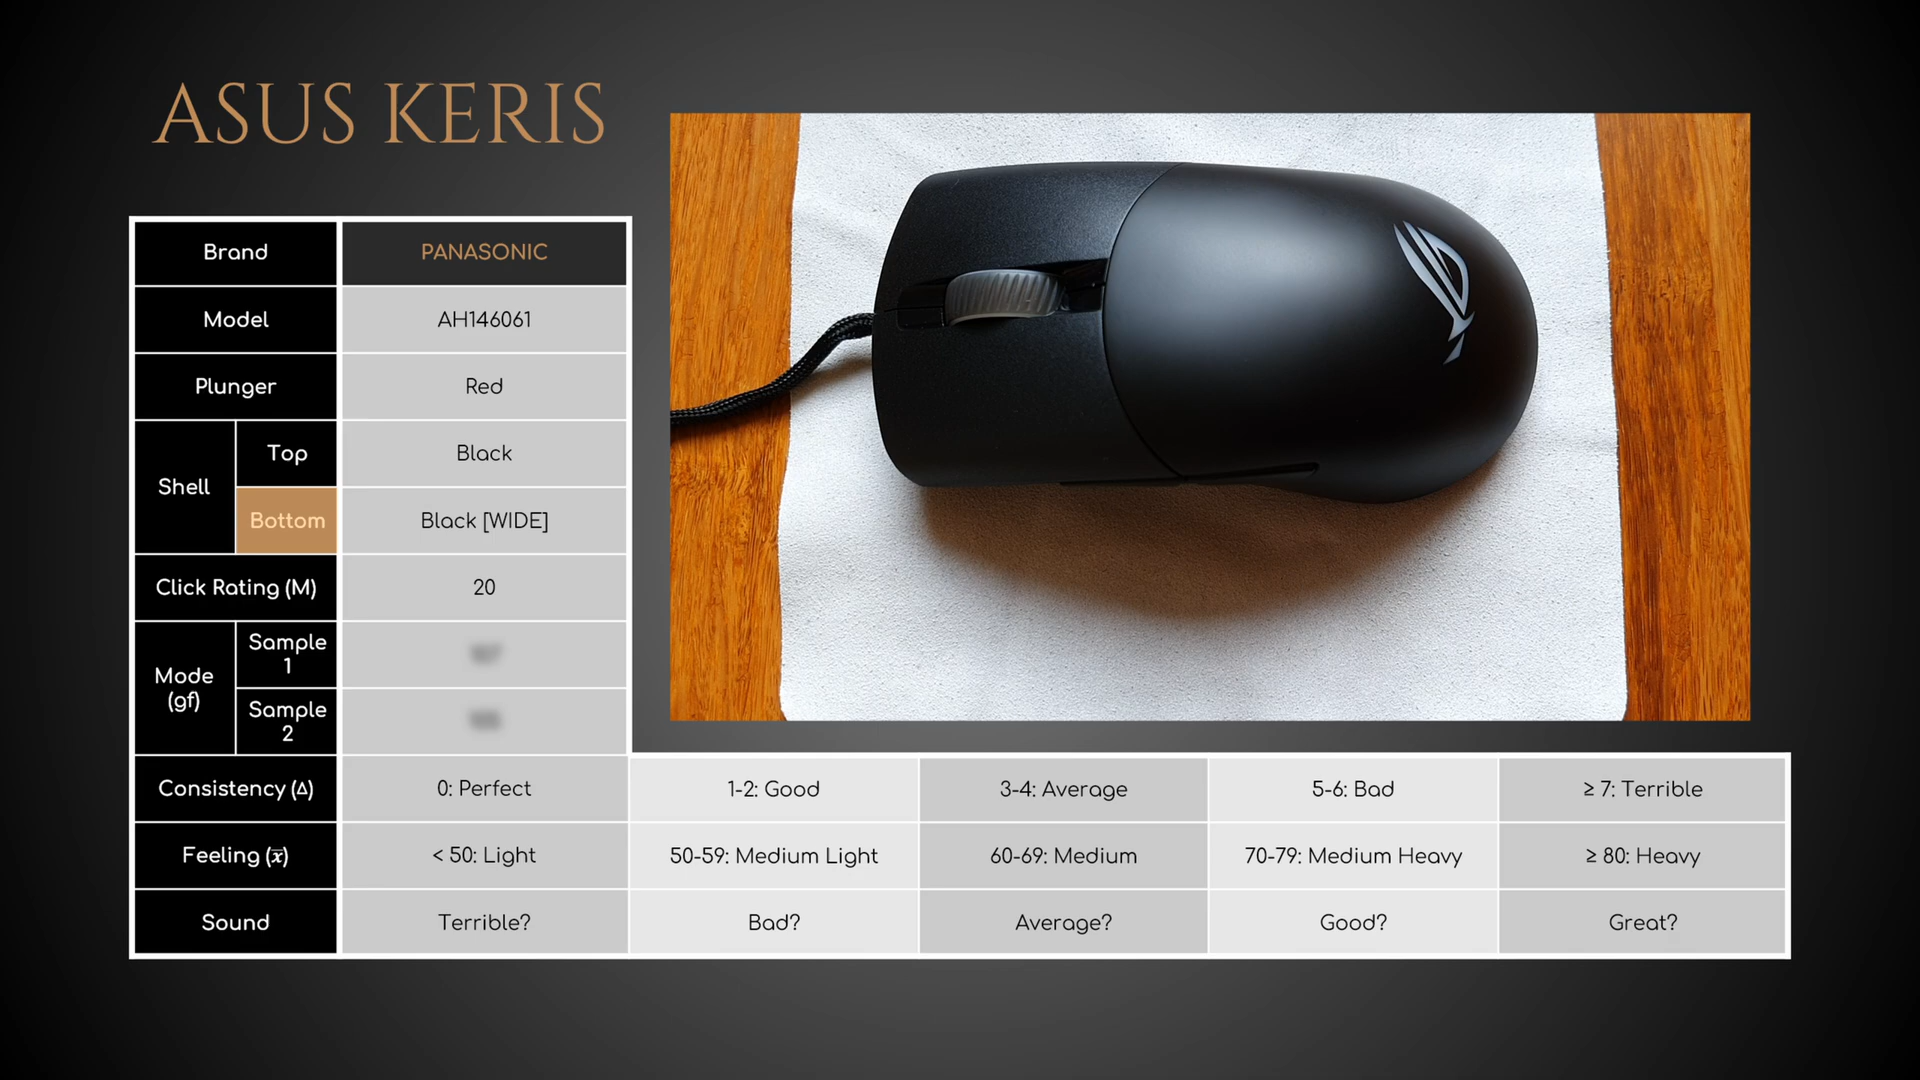 ASUS KERIS
Brand PANASONIC
Model AH146061
Plunger Red
Shell Top Black
Bottom Black [WIDE]
Click Rating (M) 20
Mode (gf) Sample 1
Sample 2
Consistency (Δ) 0: Perfect 1-2: Good 3-4: Average 5-6: Bad ≥ 7: Terrible
Feeling (x̅) < 50: Light 50-59: Medium Light 60-69: Medium 70-79: Medium Heavy ≥ 80: Heavy
Sound Terrible? Bad? Average? Good? Great?